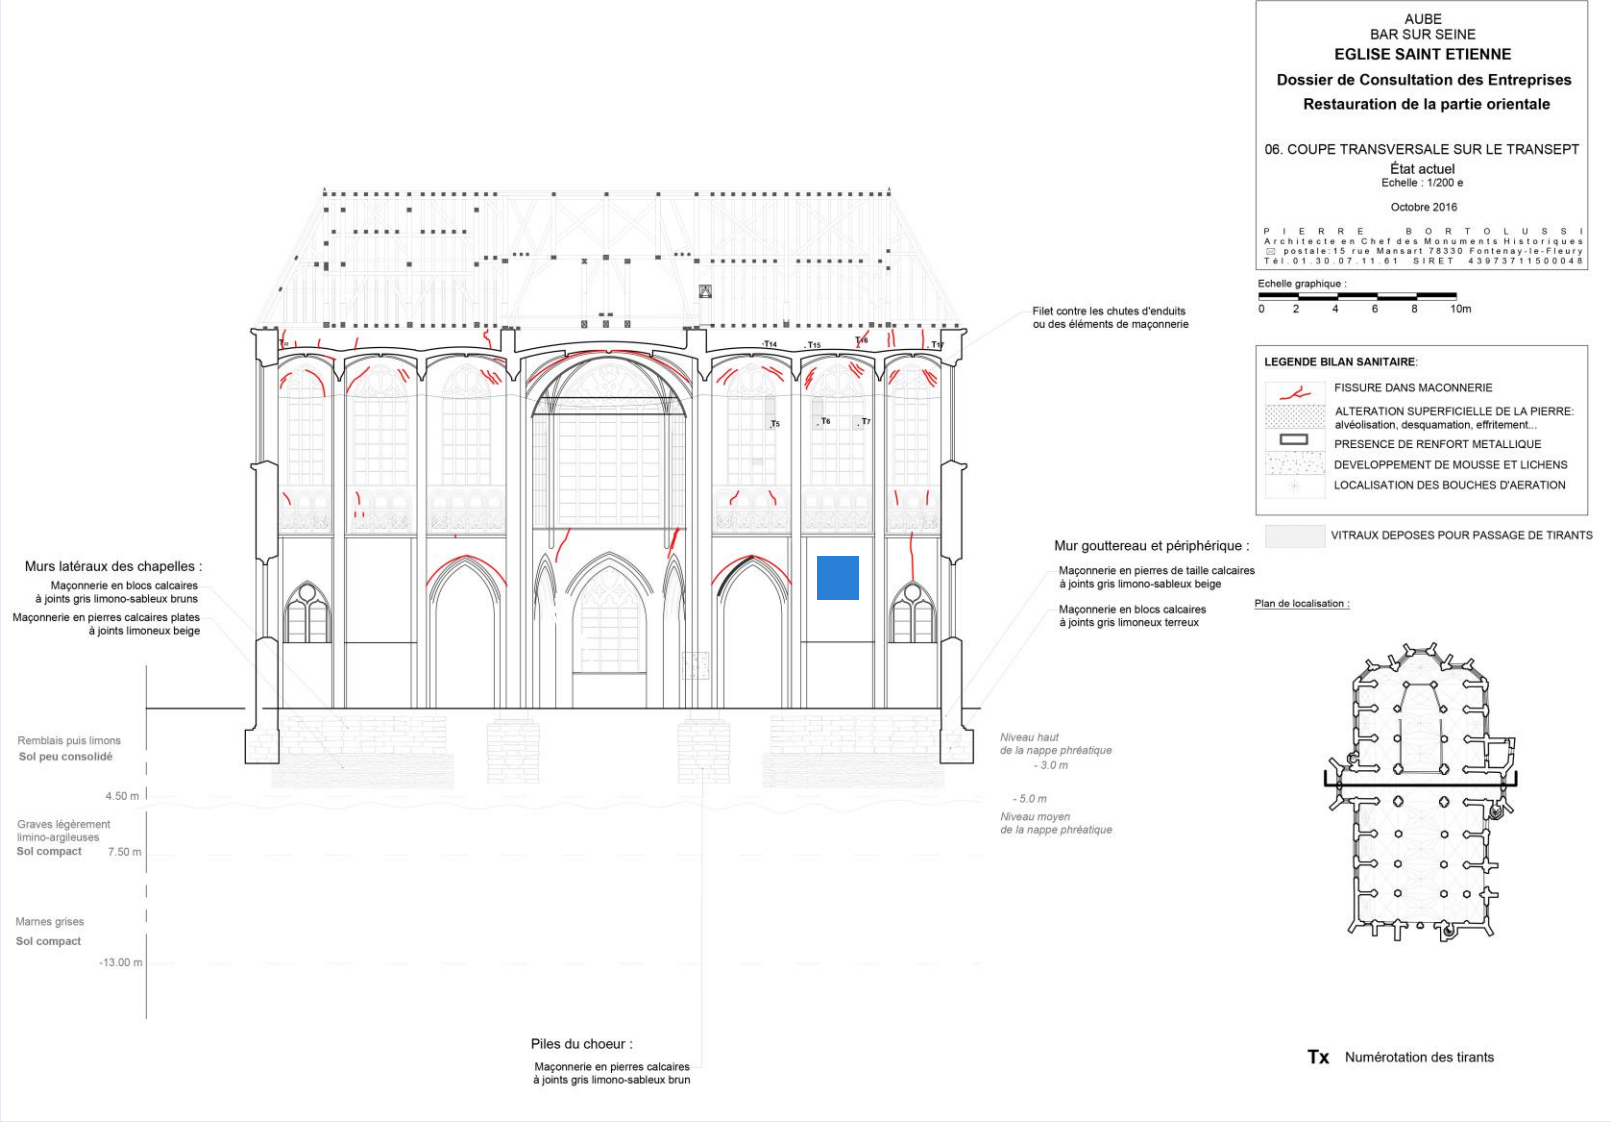 AUBE
BAR SUR SEINE
EGLISE SAINT ETIENNE
Dossier de Consultation des Entreprises
Restauration de la partie orientale
06. COUPE TRANSVERSALE SUR LE TRANSEPT
État actuel
Echelle : 1/200 e
Octobre 2016
PIERRE BORTOLUSSI
Architecte en Chef des Monuments Historiques
postale:15 rue Mansart 78330 Fontenay-le-Fleury
Tél.01.30.07.11.61 SIRET 43973711500048
Echelle graphique :
0 2 4 6 8 10m
LEGENDE BILAN SANITAIRE:
FISSURE DANS MACONNERIE
ALTERATION SUPERFICIELLE DE LA PIERRE:
alvéolisation, desquamation, effritement...
PRESENCE DE RENFORT METALLIQUE
DEVELOPPEMENT DE MOUSSE ET LICHENS
LOCALISATION DES BOUCHES D'AERATION
VITRAUX DEPOSES POUR PASSAGE DE TIRANTS
Plan de localisation :
Filet contre les chutes d'enduits
ou des éléments de maçonnerie
T14
T15
T16
T17
T5
T6
T7
Murs latéraux des chapelles :
Maçonnerie en blocs calcaires
à joints gris limono-sableux bruns
Maçonnerie en pierres calcaires plates
à joints limoneux beige
Mur gouttereau et périphérique :
Maçonnerie en pierres de taille calcaires
à joints gris limono-sableux beige
Maçonnerie en blocs calcaires
à joints gris limoneux terreux
Remblais puis limons
Sol peu consolidé
4.50 m
Graves légèrement
limino-argileuses
Sol compact 7.50 m
Marnes grises
Sol compact
-13.00 m
Niveau haut
de la nappe phréatique
- 3.0 m
- 5.0 m
Niveau moyen
de la nappe phréatique
Piles du choeur :
Maçonnerie en pierres calcaires
à joints gris limono-sableux brun
Tx Numérotation des tirants